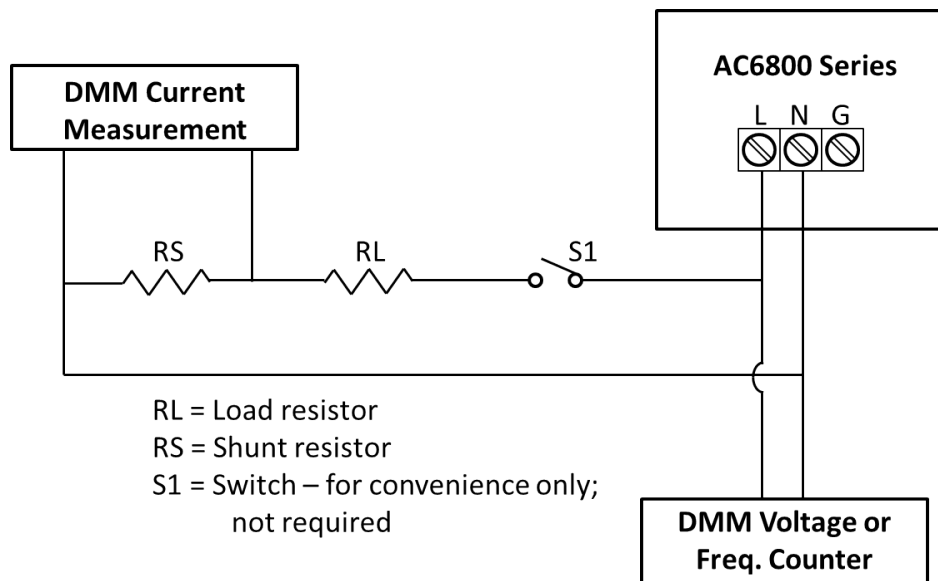 AC6800 Series
L N G
DMM Current
Measurement
RS
RL
S1
RL = Load resistor
RS = Shunt resistor
S1 = Switch – for convenience only;
not required
DMM Voltage or
Freq. Counter